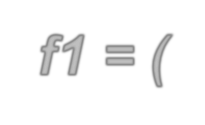 f1 = (